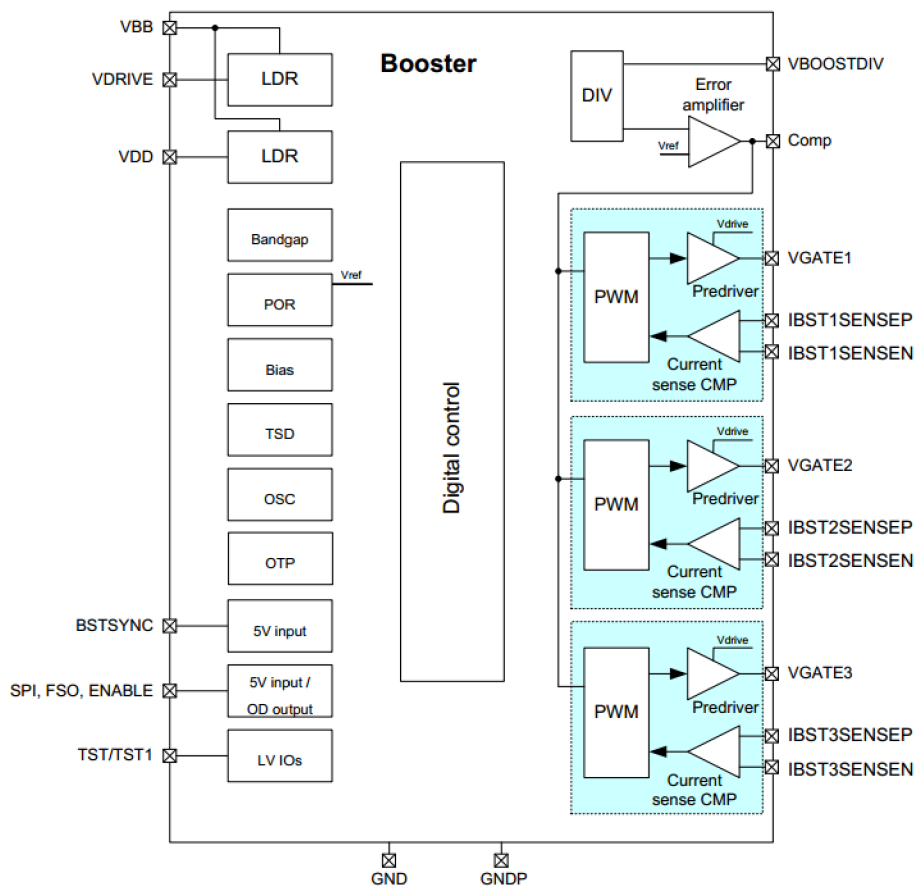 VBB
VDRIVE
LDR
VDD
LDR
Booster
DIV
VBOOSTDIV
Error
amplifier
Vref
Comp
Bandgap
Vref
POR
Bias
TSD
OSC
OTP
BSTSYNC
5V input
SPI, FSO, ENABLE
5V input /
OD output
TST/TST1
LV IOs
Digital control
Vdrive
VGATE1
PWM
Predriver
IBST1SENSEP
IBST1SENSEN
Current
sense CMP
Vdrive
VGATE2
PWM
Predriver
IBST2SENSEP
IBST2SENSEN
Current
sense CMP
Vdrive
VGATE3
PWM
Predriver
IBST3SENSEP
IBST3SENSEN
Current
sense CMP
GND
GNDP